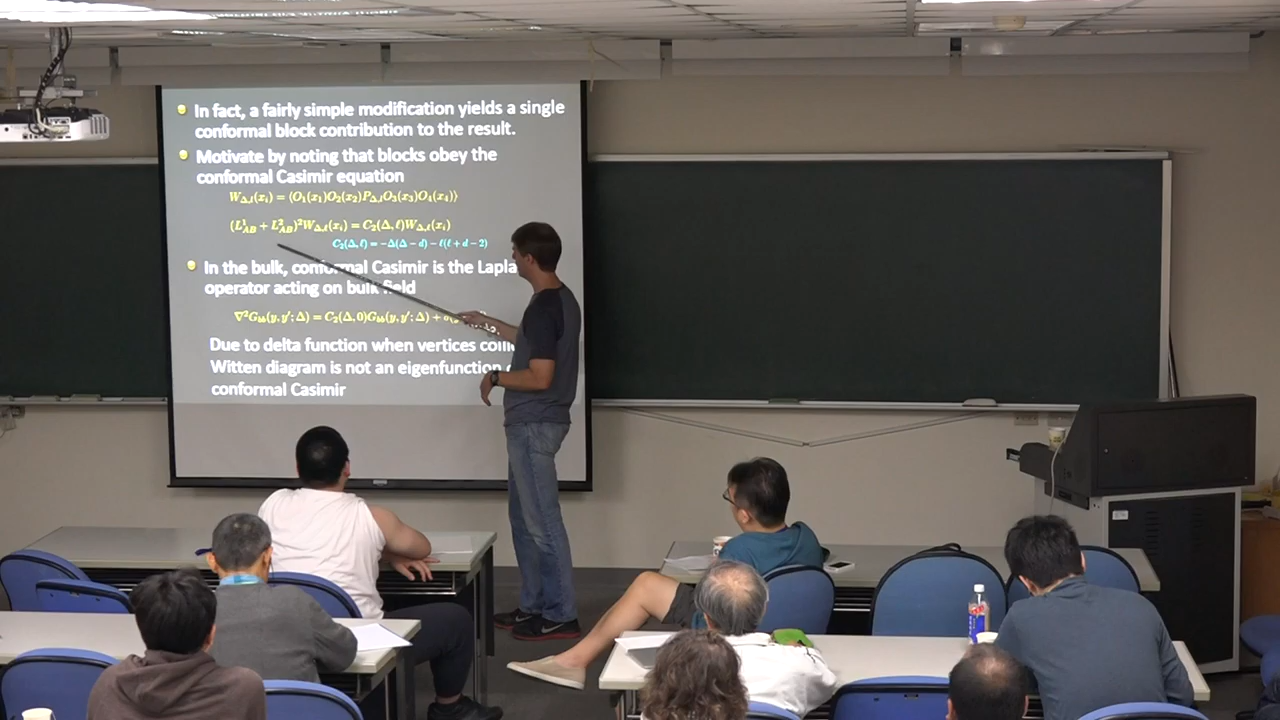 In fact, a fairly simple modification yields a single
conformal block contribution to the result.
Motivate by noting that blocks obey the
conformal Casimir equation
W_{Δ,ℓ}(x_i) = ⟨O_1(x_1)O_2(x_2)P_{Δ,ℓ}O_3(x_3)O_4(x_4)⟩
(L^1_{AB} + L^2_{AB})^2 W_{Δ,ℓ}(x_i) = C_2(Δ,ℓ)W_{Δ,ℓ}(x_i)
C_2(Δ,ℓ) = −Δ(Δ − d) − ℓ(ℓ + d − 2)
In the bulk, conformal Casimir is the Lapla
operator acting on bulk field
∇^2 G_{bb}(y,y′;Δ) = C_2(Δ,0)G_{bb}(y,y′;Δ) +
Due to delta function when vertices
Witten diagram is not an eigenfunction
conformal Casimir